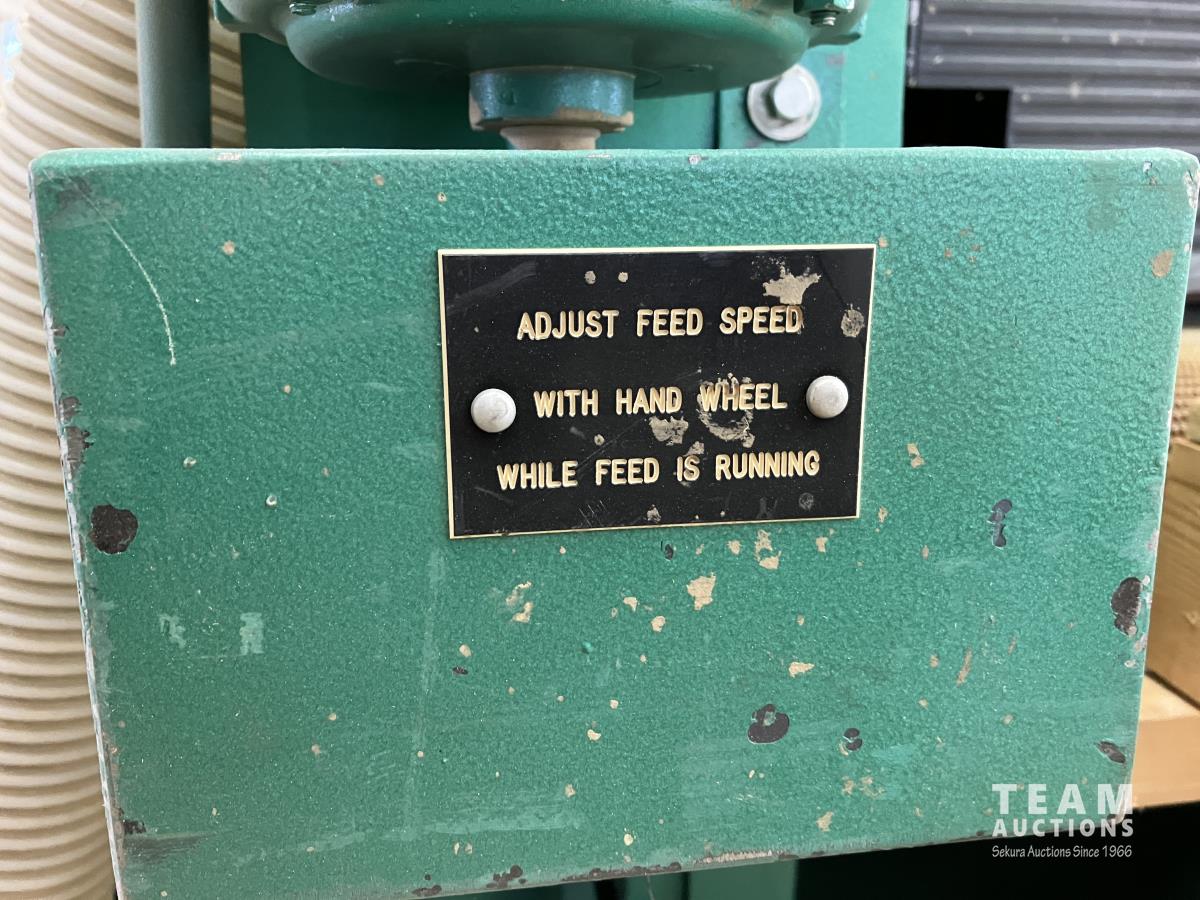 ADJUST FEED SPEED
WITH HAND WHEEL
WHILE FEED IS RUNNING
TEAM
AUCTIONS
Sekura Auctions Since 1966